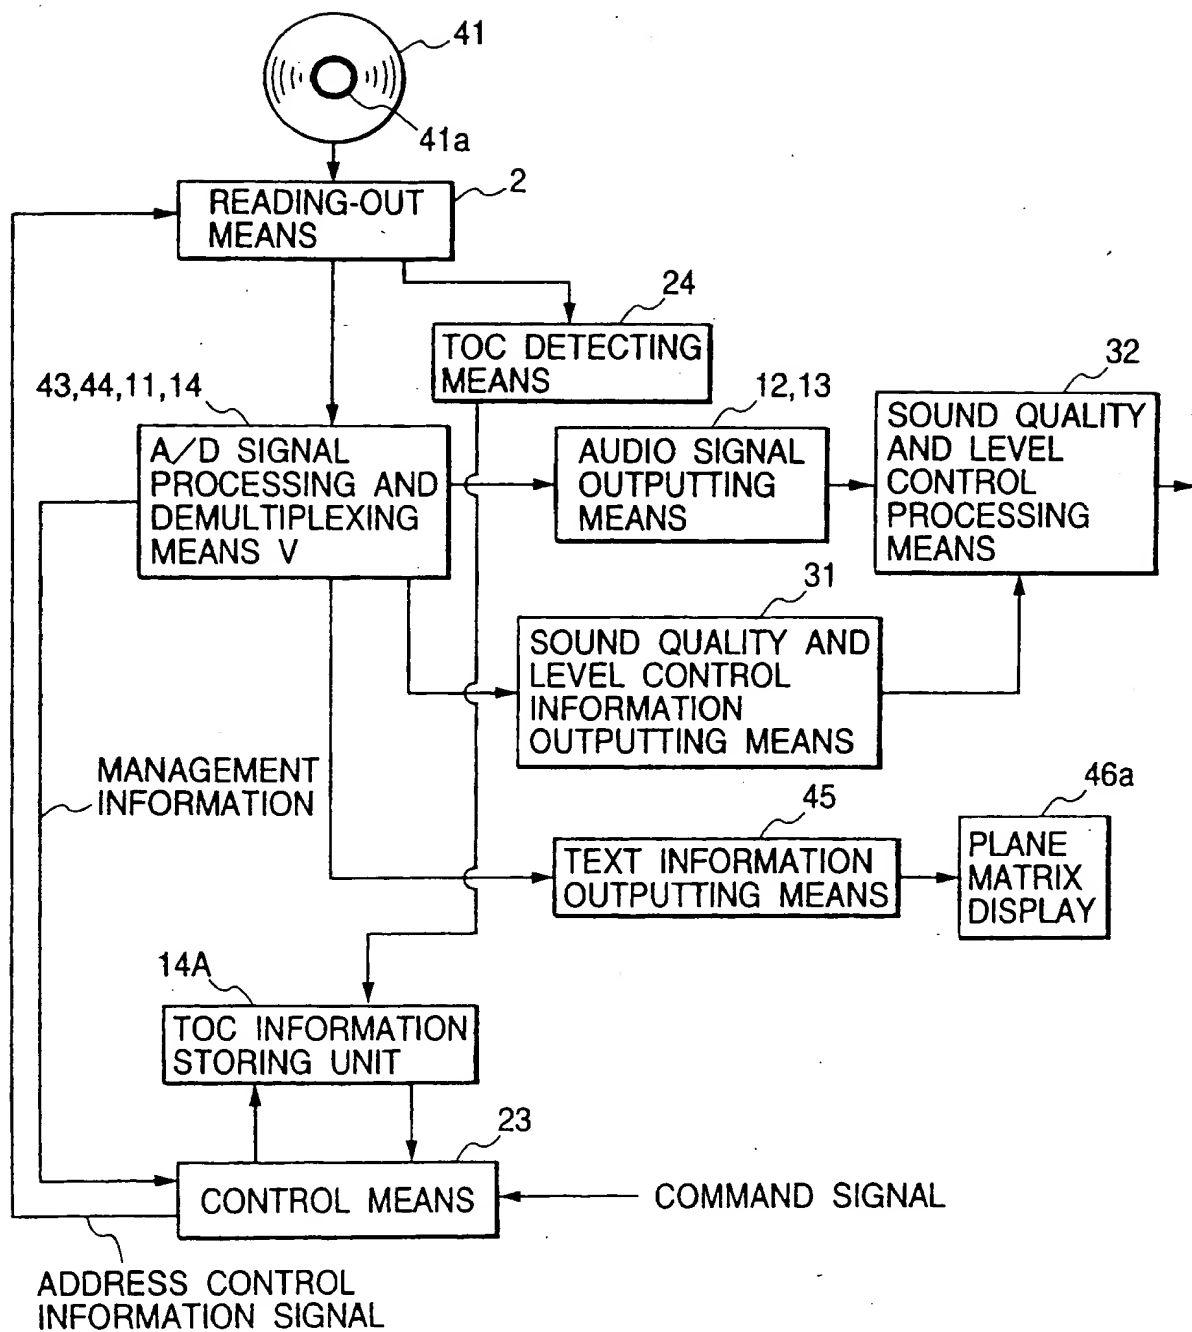 41
41a
2
READING-OUT
MEANS
24
TOC DETECTING
MEANS
43,44,11,14
A/D SIGNAL
PROCESSING AND
DEMULTIPLEXING
MEANS V
12,13
AUDIO SIGNAL
OUTPUTTING
MEANS
32
SOUND QUALITY
AND LEVEL
CONTROL
PROCESSING
MEANS
31
SOUND QUALITY AND
LEVEL CONTROL
INFORMATION
OUTPUTTING MEANS
MANAGEMENT
INFORMATION
45
TEXT INFORMATION
OUTPUTTING MEANS
46a
PLANE
MATRIX
DISPLAY
14A
TOC INFORMATION
STORING UNIT
23
CONTROL MEANS
COMMAND SIGNAL
ADDRESS CONTROL
INFORMATION SIGNAL